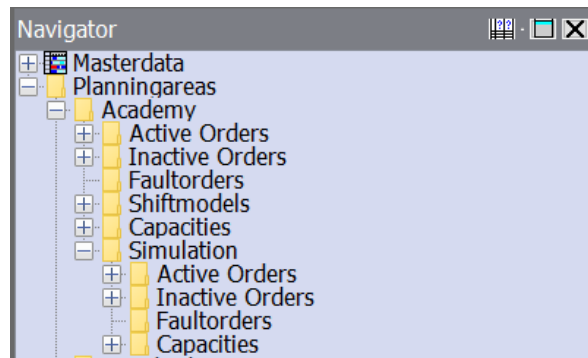 Navigator
Masterdata
Planningareas
Academy
Active Orders
Inactive Orders
Faultorders
Shiftmodels
Capacities
Simulation
Active Orders
Inactive Orders
Faultorders
Capacities